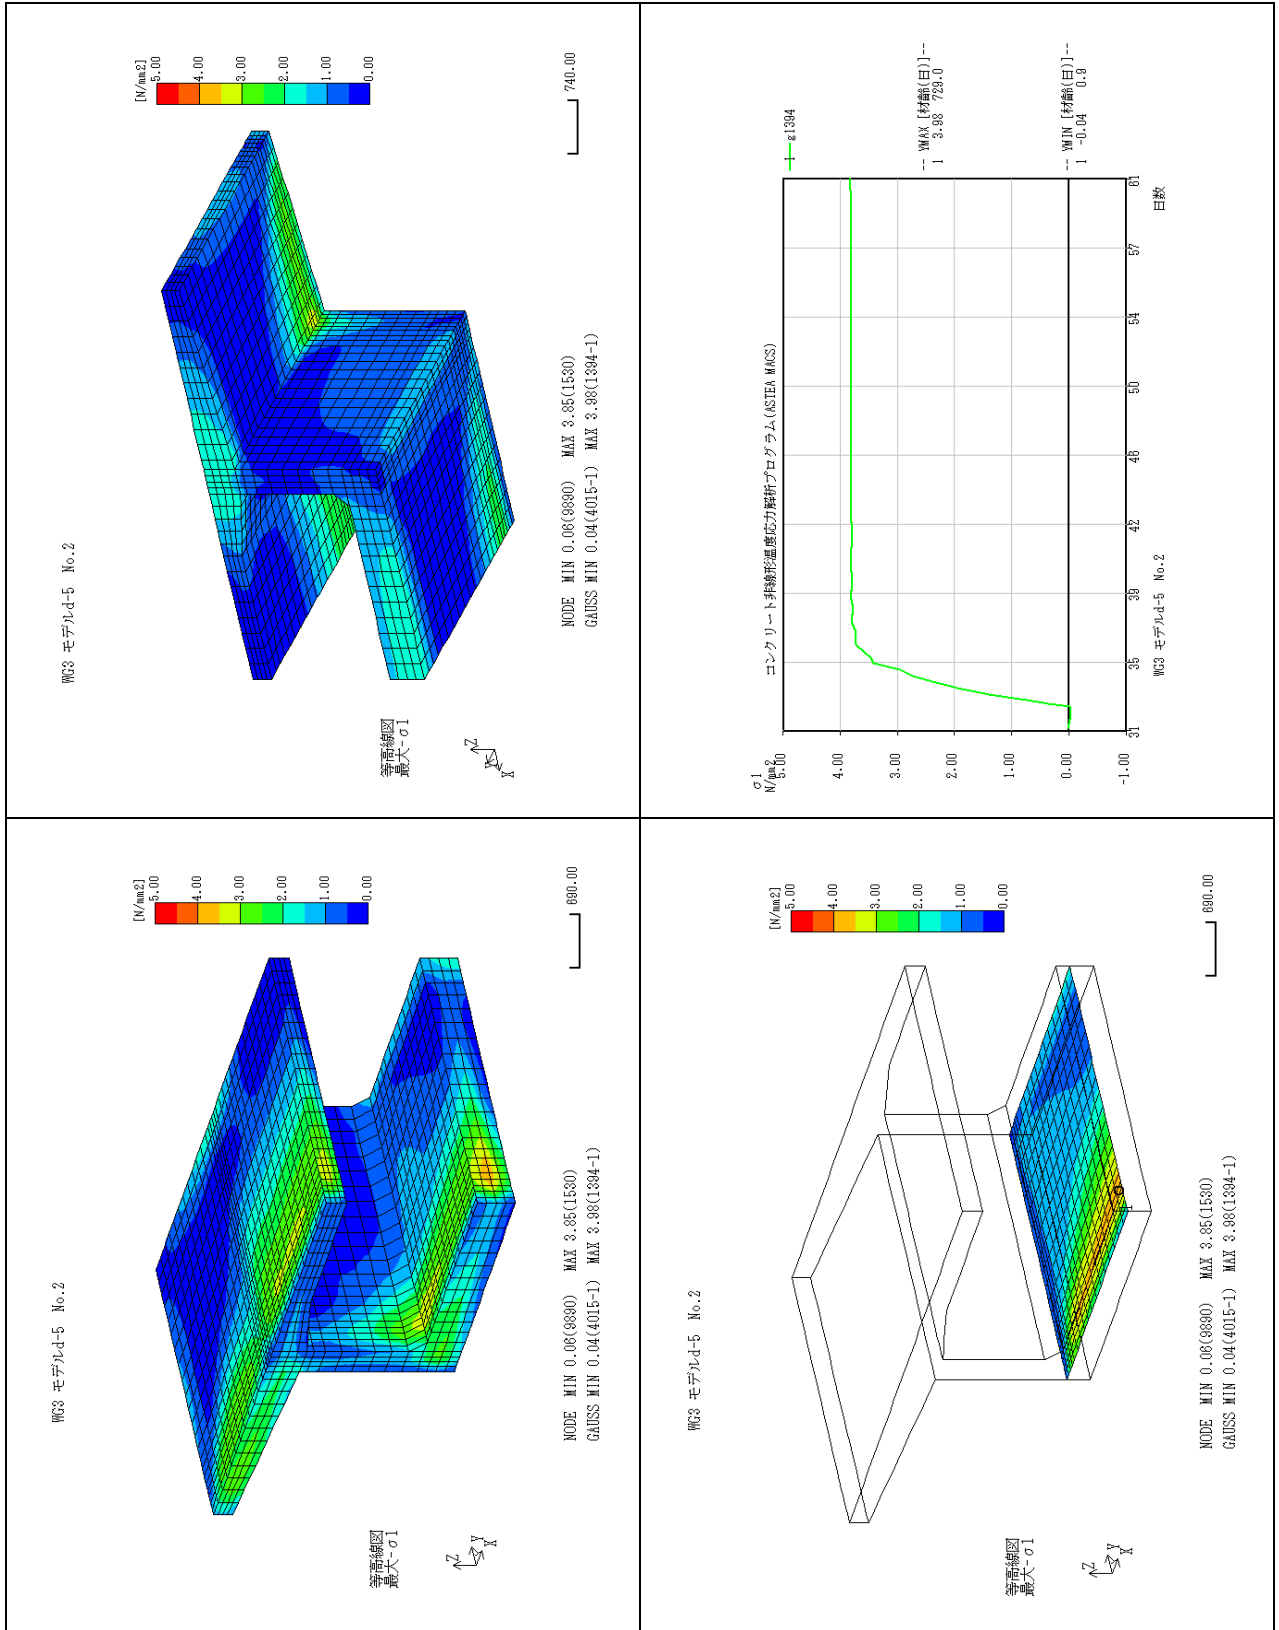 WG3 モデルd-5 No.2
[N/mm2]
5.00
4.00
3.00
2.00
1.00
0.00
740.00
等高線図
最大-σ1
Z
Y
X
NODE MIN 0.06(9890) MAX 3.85(1530)
GAUSS MIN 0.04(4015-1) MAX 3.98(1394-1)
コンクリート非線形温度応力解析プログラム(ASTEA MACS)
σ1
N/mm2
5.00
4.00
3.00
2.00
1.00
0.00
-1.00
31
35
39
42
46
50
54
57
61
日数
1 g1394
-- YMAX [材齢(日)]--
1 3.98 729.0
-- YMIN [材齢(日)]--
1 -0.04 0.9
WG3 モデルd-5 No.2
WG3 モデルd-5 No.2
[N/mm2]
5.00
4.00
3.00
2.00
1.00
0.00
690.00
等高線図
最大-σ1
Z
Y
X
NODE MIN 0.06(9890) MAX 3.85(1530)
GAUSS MIN 0.04(4015-1) MAX 3.98(1394-1)
WG3 モデルd-5 No.2
[N/mm2]
5.00
4.00
3.00
2.00
1.00
0.00
690.00
等高線図
最大-σ1
Z
Y
X
1
NODE MIN 0.06(9890) MAX 3.85(1530)
GAUSS MIN 0.04(4015-1) MAX 3.98(1394-1)